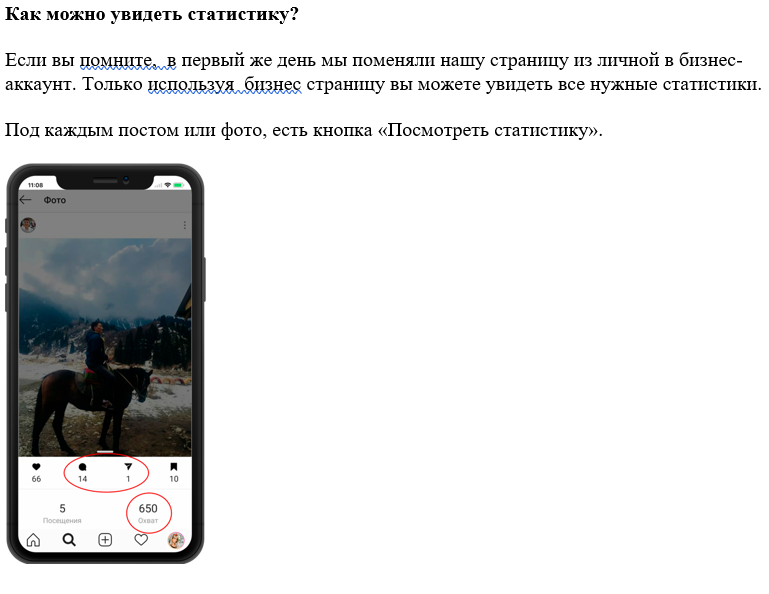 Как можно увидеть статистику?
Если вы помните,  в первый же день мы поменяли нашу страницу из личной в бизнес-
аккаунт. Только используя  бизнес страницу вы можете увидеть все нужные статистики.
Под каждым постом или фото, есть кнопка «Посмотреть статистику».
11:08
Фото
66 14 1 10
5 650
Посещения Охват